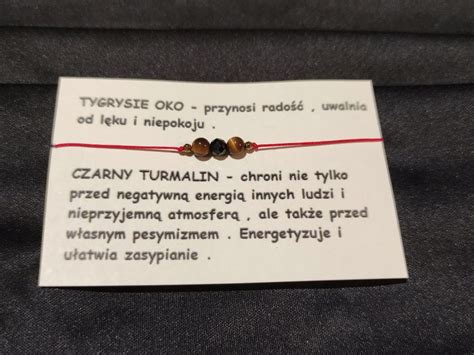 TYGRYSIE OKO - przynosi radość , uwalnia
od lęku i niepokoju .
CZARNY TURMALIN - chroni nie tylko
przed negatywną energią innych ludzi i
nieprzyjemną atmosferą , ale także przed
własnym pesymizmem . Energetyzuje i
ułatwia zasypianie .